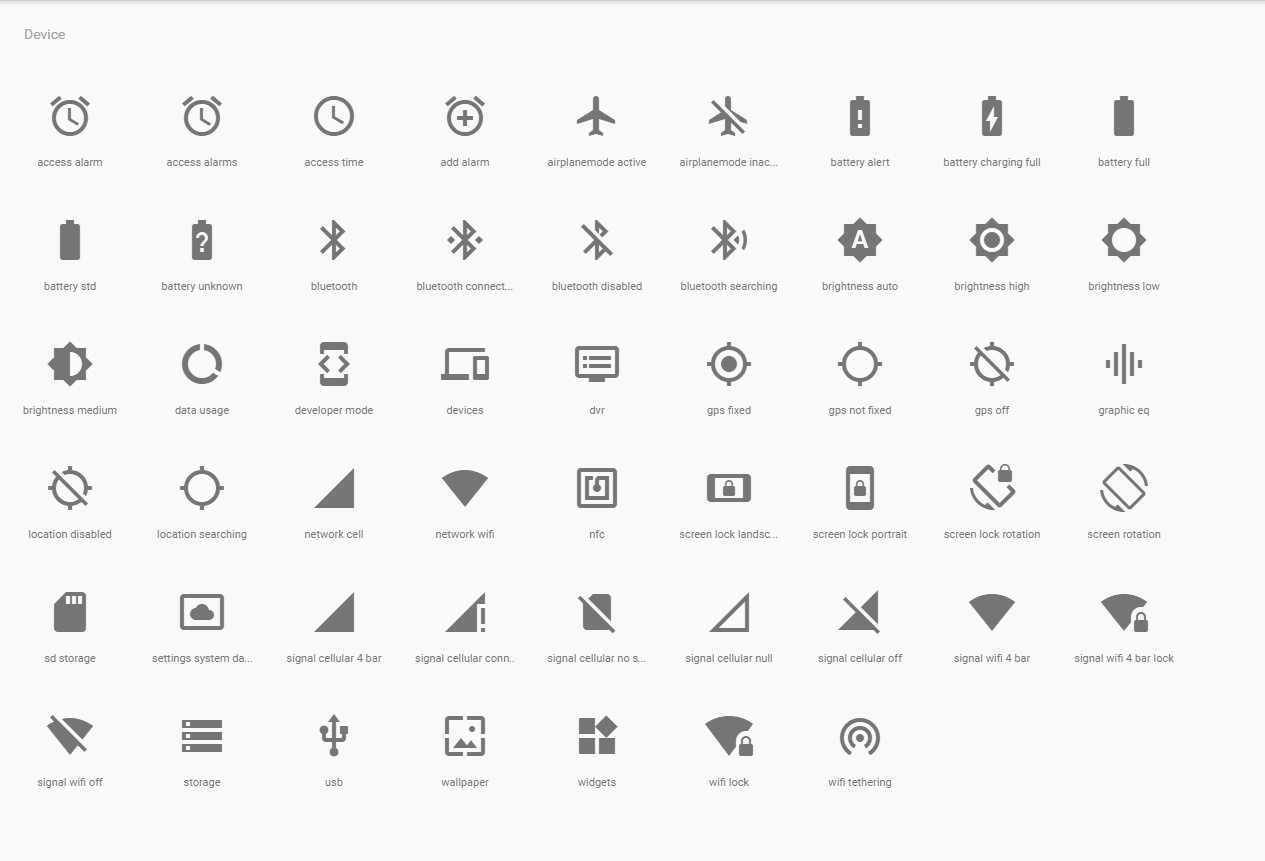 Device
access alarm
access alarms
access time
add alarm
airplanemode active
airplanemode inac...
battery alert
battery charging full
battery full
battery std
?
battery unknown
bluetooth
bluetooth connect...
bluetooth disabled
bluetooth searching
A
brightness auto
brightness high
brightness low
brightness medium
data usage
developer mode
devices
dvr
gps fixed
gps not fixed
gps off
graphic eq
location disabled
location searching
network cell
network wifi
nfc
screen lock landsc...
screen lock portrait
screen lock rotation
screen rotation
sd storage
settings system da...
signal cellular 4 bar
signal cellular conn..
signal cellular no s...
signal cellular null
signal cellular off
signal wifi 4 bar
signal wifi 4 bar lock
signal wifi off
storage
usb
wallpaper
widgets
wifi lock
wifi tethering